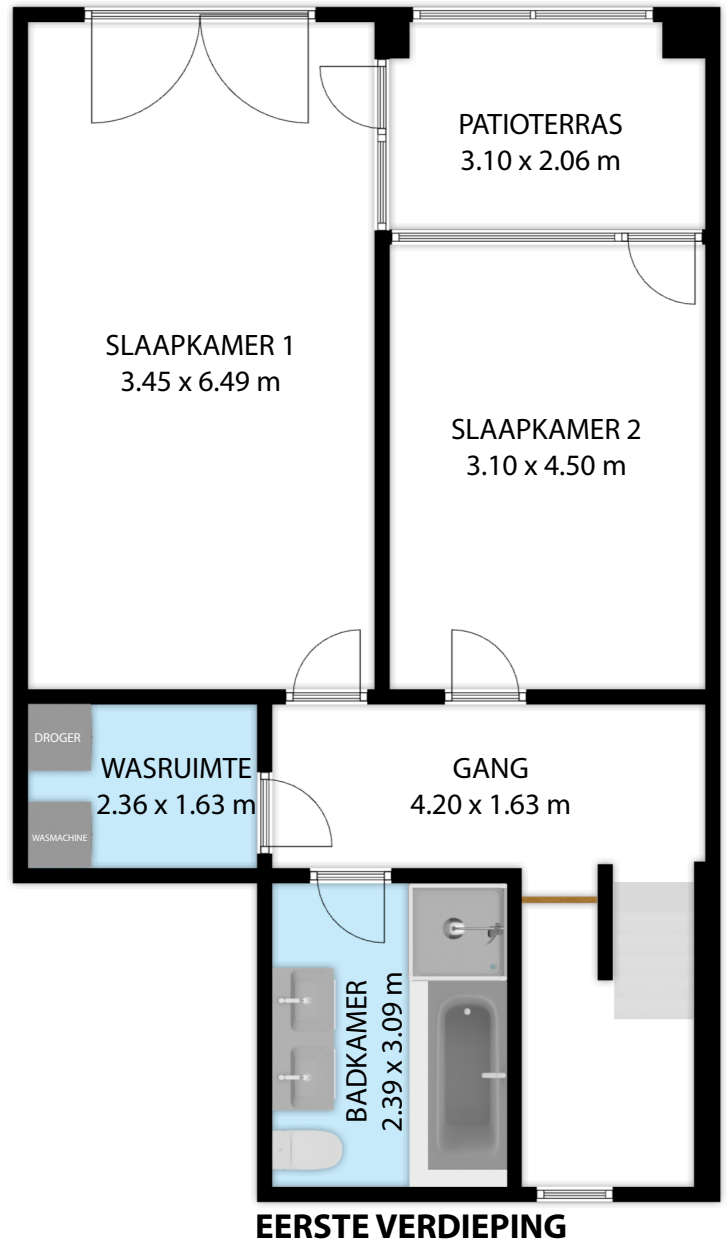 PATIOTERRAS
3.10 x 2.06 m
SLAAPKAMER 1
3.45 x 6.49 m
SLAAPKAMER 2
3.10 x 4.50 m
DROGER
WASMACHINE
WASRUIMTE
2.36 x 1.63 m
GANG
4.20 x 1.63 m
BADKAMER
2.39 x 3.09 m
EERSTE VERDIEPING